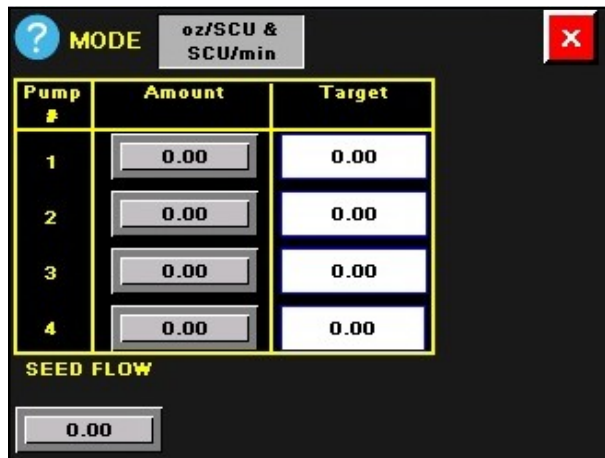 ? MODE oz/SCU &
SCU/min X
Pump
# Amount Target
1 0.00 0.00
2 0.00 0.00
3 0.00 0.00
4 0.00 0.00
SEED FLOW
0.00